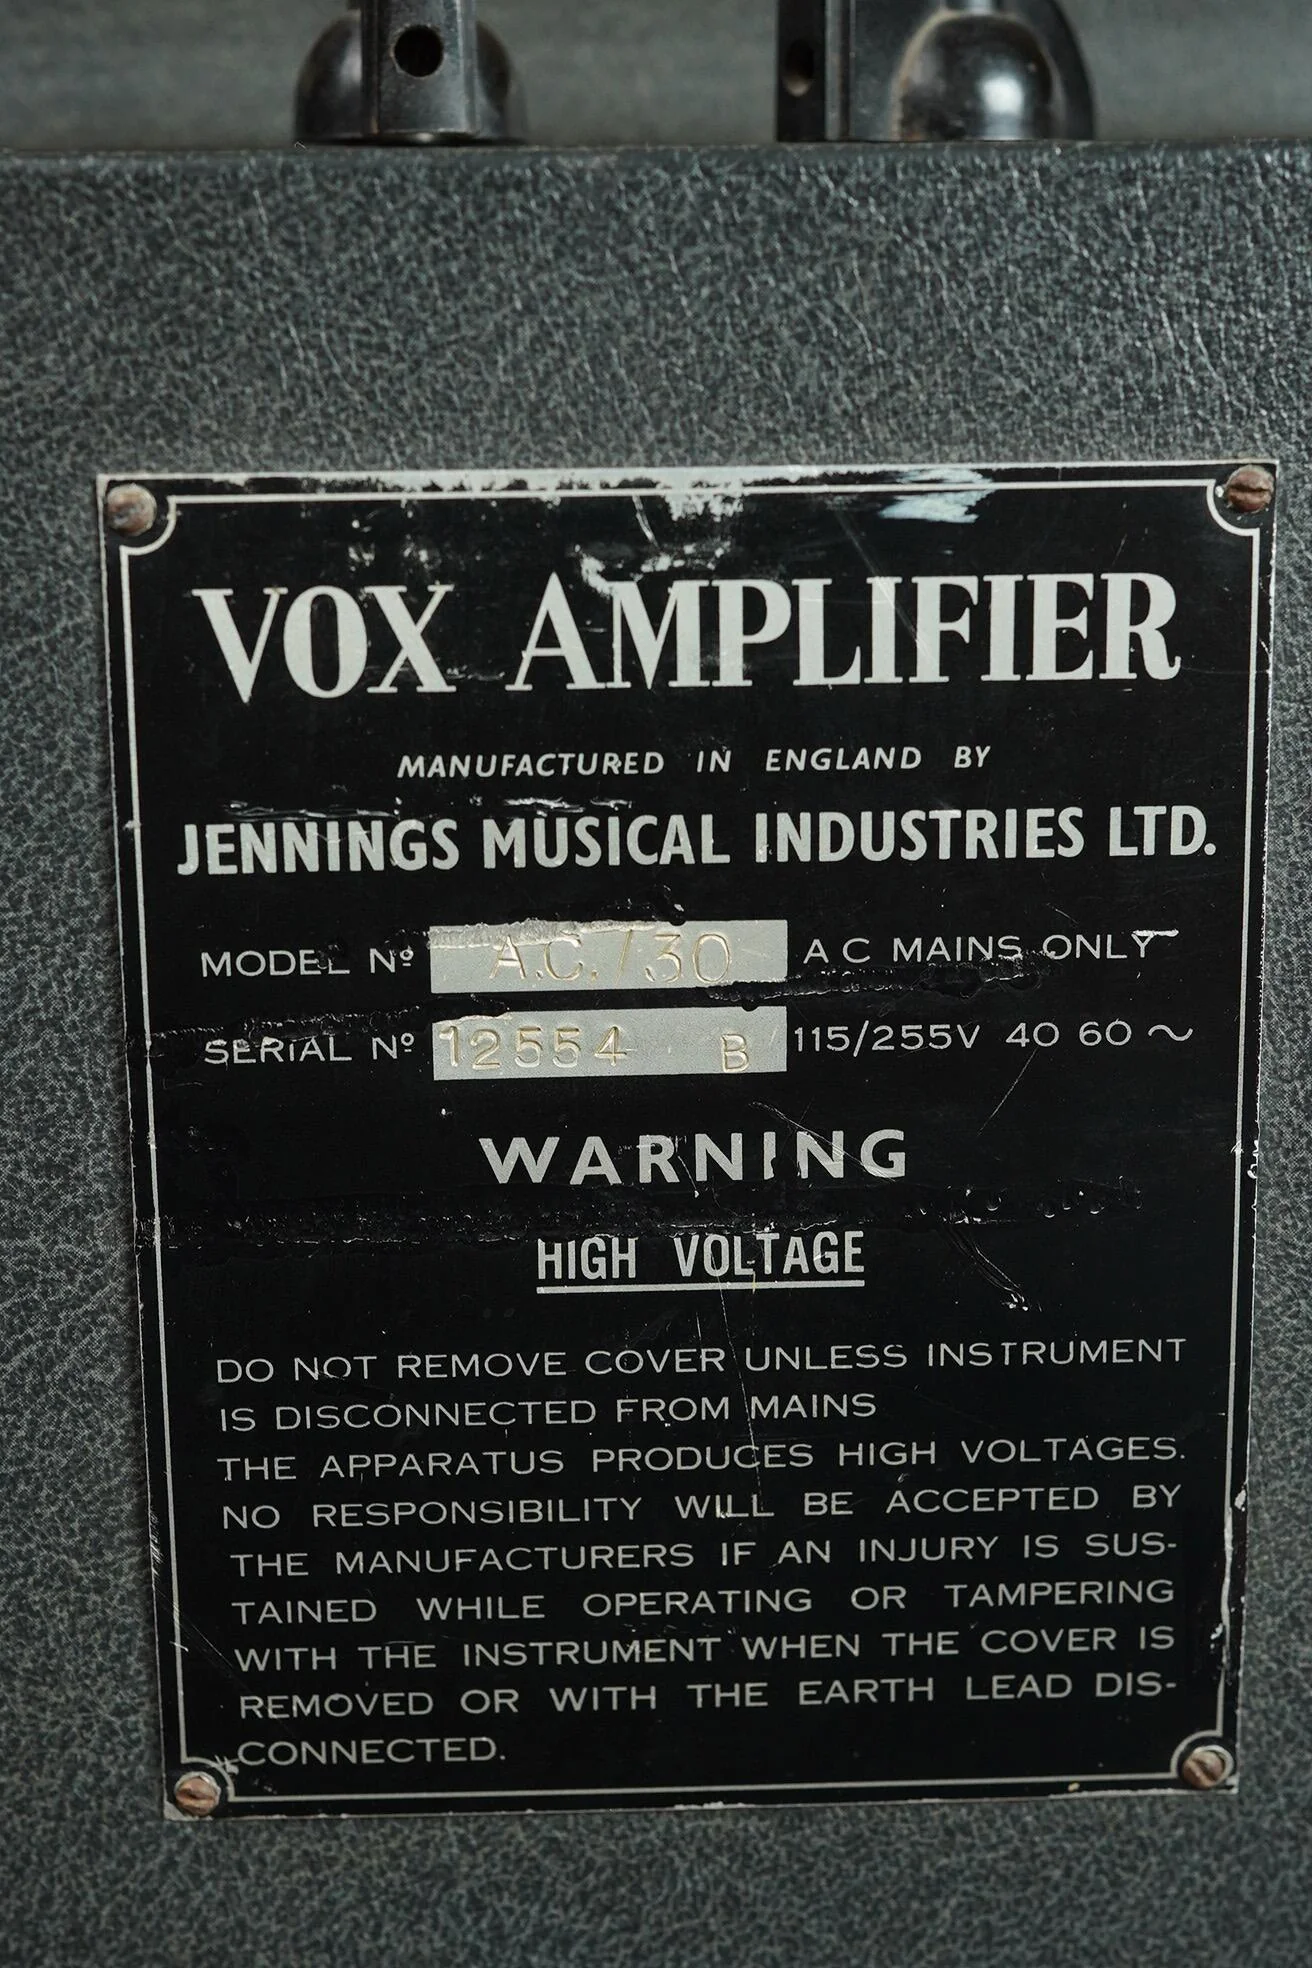 VOX AMPLIFIER
MANUFACTURED IN ENGLAND BY
JENNINGS MUSICAL INDUSTRIES LTD.
MODEL Nº A.C./30 A C MAINS ONLY
SERIAL Nº 12554 B 115/255V 40 60 ~
WARNING
HIGH VOLTAGE
DO NOT REMOVE COVER UNLESS INSTRUMENT
IS DISCONNECTED FROM MAINS
THE APPARATUS PRODUCES HIGH VOLTAGES.
NO RESPONSIBILITY WILL BE ACCEPTED BY
THE MANUFACTURERS IF AN INJURY IS SUS-
TAINED WHILE OPERATING OR TAMPERING
WITH THE INSTRUMENT WHEN THE COVER IS
REMOVED OR WITH THE EARTH LEAD DIS-
CONNECTED.